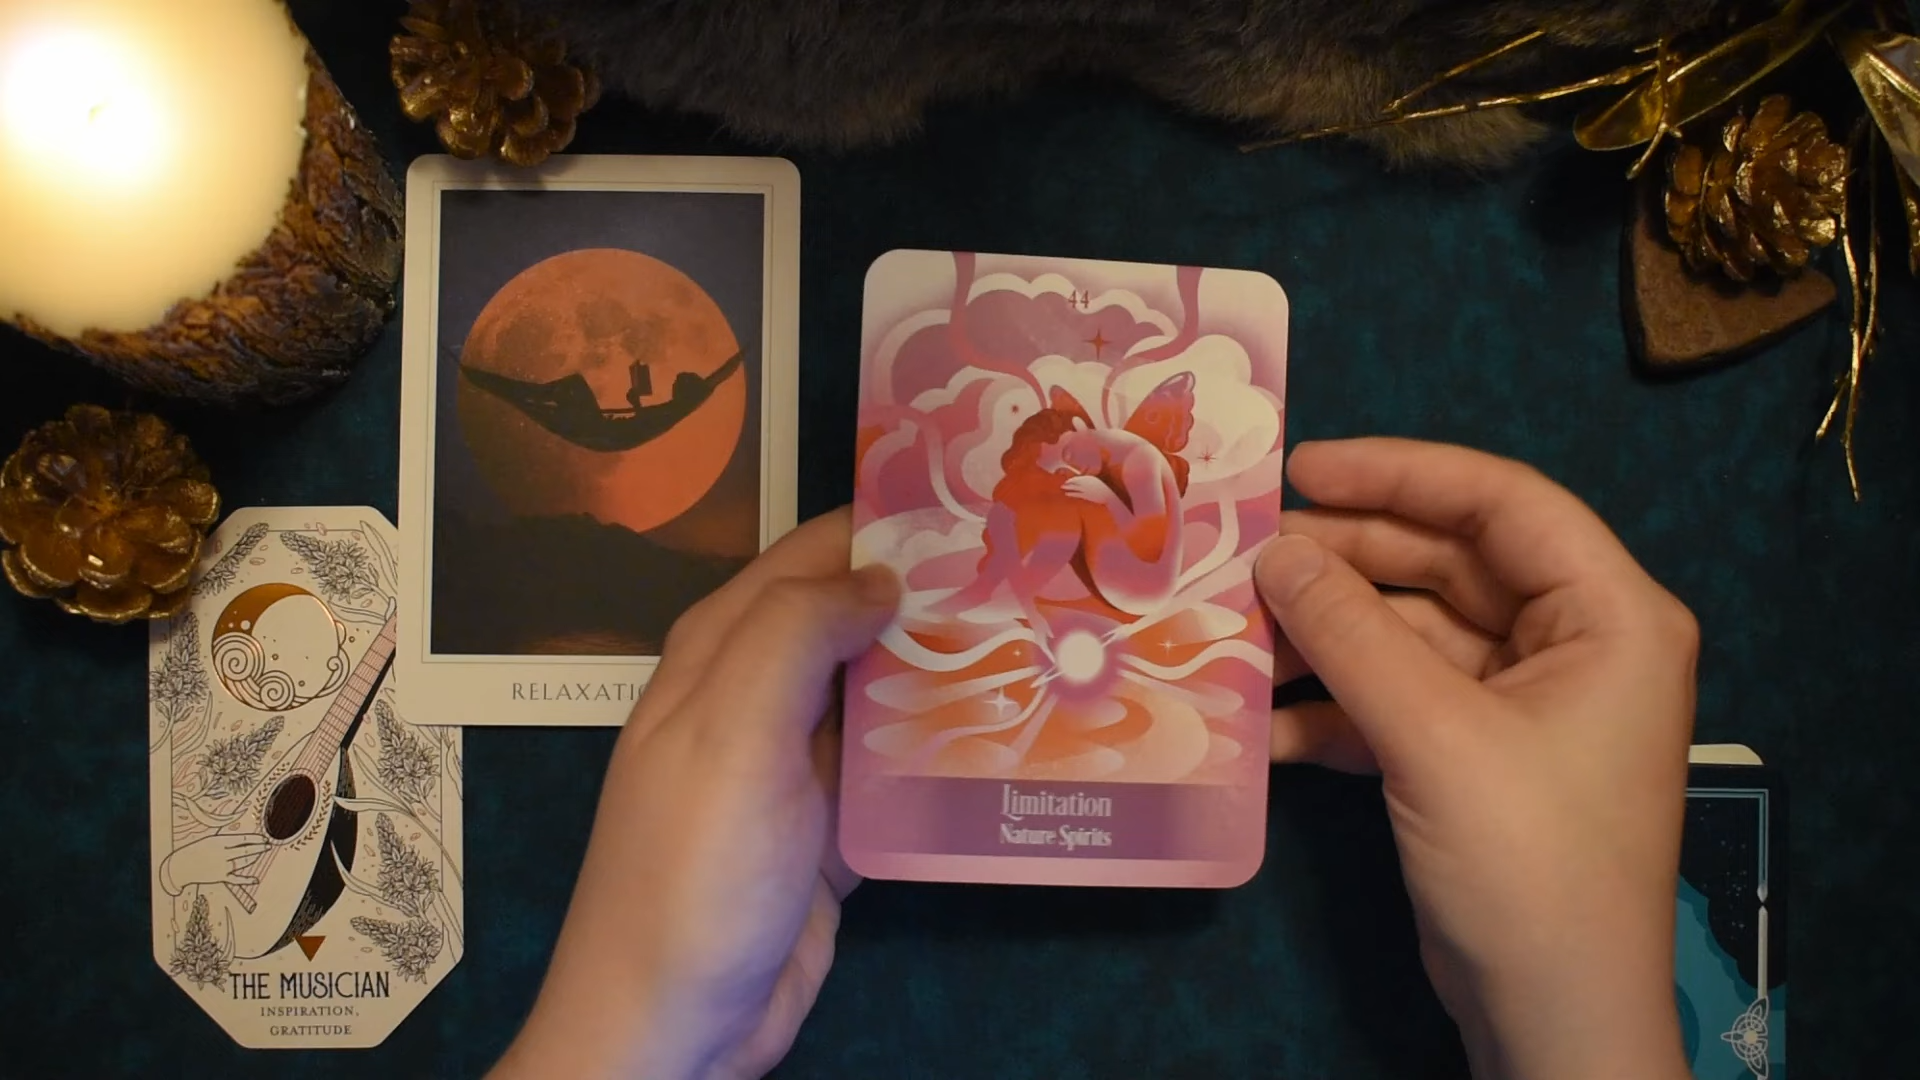 RELAXATIO
44
Limitation
Nature Spirits
THE MUSICIAN
INSPIRATION,
GRATITUDE